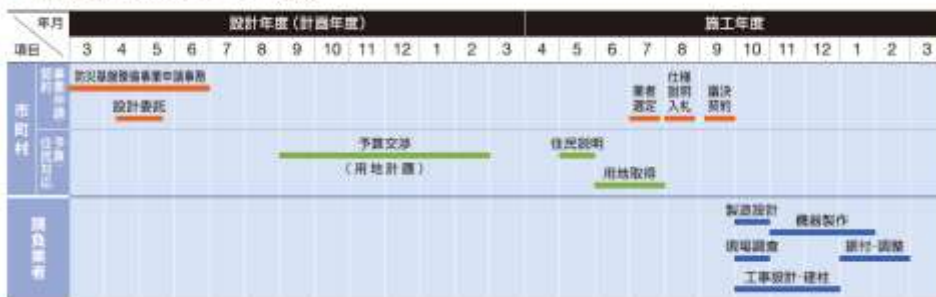 年月
設計年度（計画年度）
施工年度
項目
3 4 5 6 7 8 9 10 11 12 1 2 3 4 5 6 7 8 9 10 11 12 1 2 3
市町村
防災基盤整備事業申請事務
設計委託
業者
選定
仕様
説明
入札
議決
契約
予算交渉
（用地計画）
住民説明
用地取得
請負業者
製造設計
機器製作
現場調査
据付・調整
工事設計・建柱